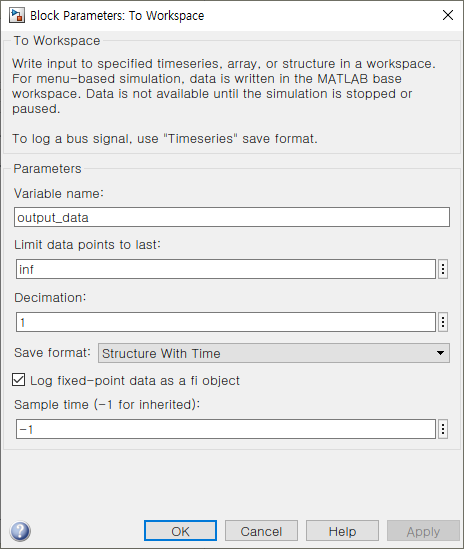 Block Parameters: To Workspace
To Workspace
Write input to specified timeseries, array, or structure in a workspace.
For menu-based simulation, data is written in the MATLAB base
workspace. Data is not available until the simulation is stopped or
paused.
To log a bus signal, use "Timeseries" save format.
Parameters
Variable name:
output_data
Limit data points to last:
inf
Decimation:
1
Save format: Structure With Time
Log fixed-point data as a fi object
Sample time (-1 for inherited):
-1
? OK Cancel Help Apply